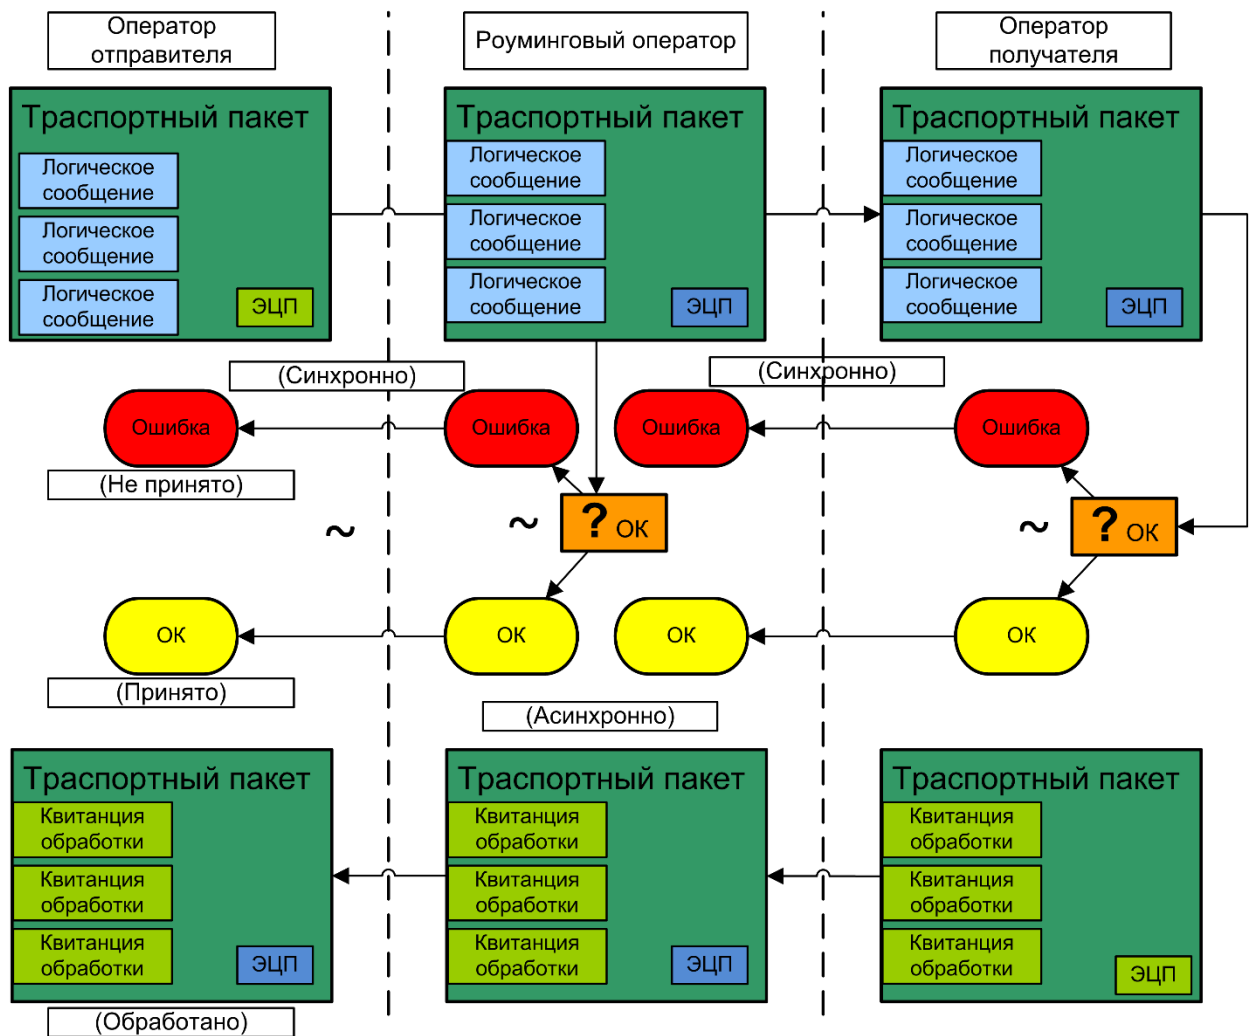 Оператор
отправителя
Роуминговый оператор
Оператор
получателя
Траспортный пакет
Логическое
сообщение
Логическое
сообщение
Логическое
сообщение
ЭЦП
Траспортный пакет
Логическое
сообщение
Логическое
сообщение
Логическое
сообщение
ЭЦП
Траспортный пакет
Логическое
сообщение
Логическое
сообщение
Логическое
сообщение
ЭЦП
(Синхронно)
(Синхронно)
Ошибка
Ошибка
Ошибка
Ошибка
(Не принято)
~
~
? ОК
~
? ОК
ОК
ОК
ОК
ОК
(Принято)
(Асинхронно)
Траспортный пакет
Квитанция
обработки
Квитанция
обработки
Квитанция
обработки
ЭЦП
Траспортный пакет
Квитанция
обработки
Квитанция
обработки
Квитанция
обработки
ЭЦП
Траспортный пакет
Квитанция
обработки
Квитанция
обработки
Квитанция
обработки
ЭЦП
(Обработано)